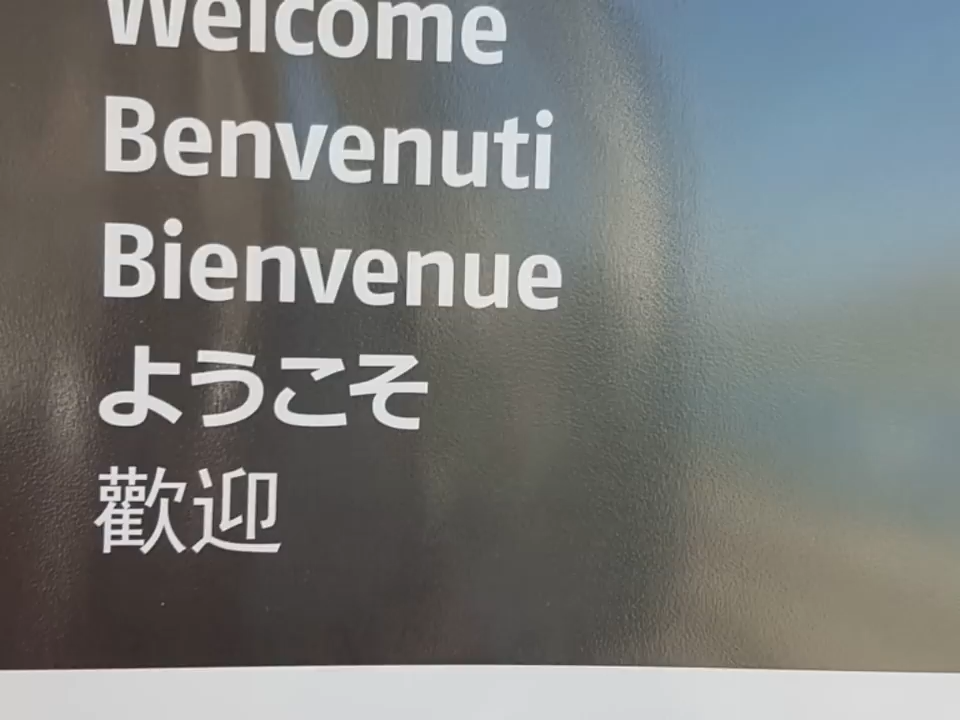 Welcome
Benvenuti
Bienvenue
ようこそ
歡迎